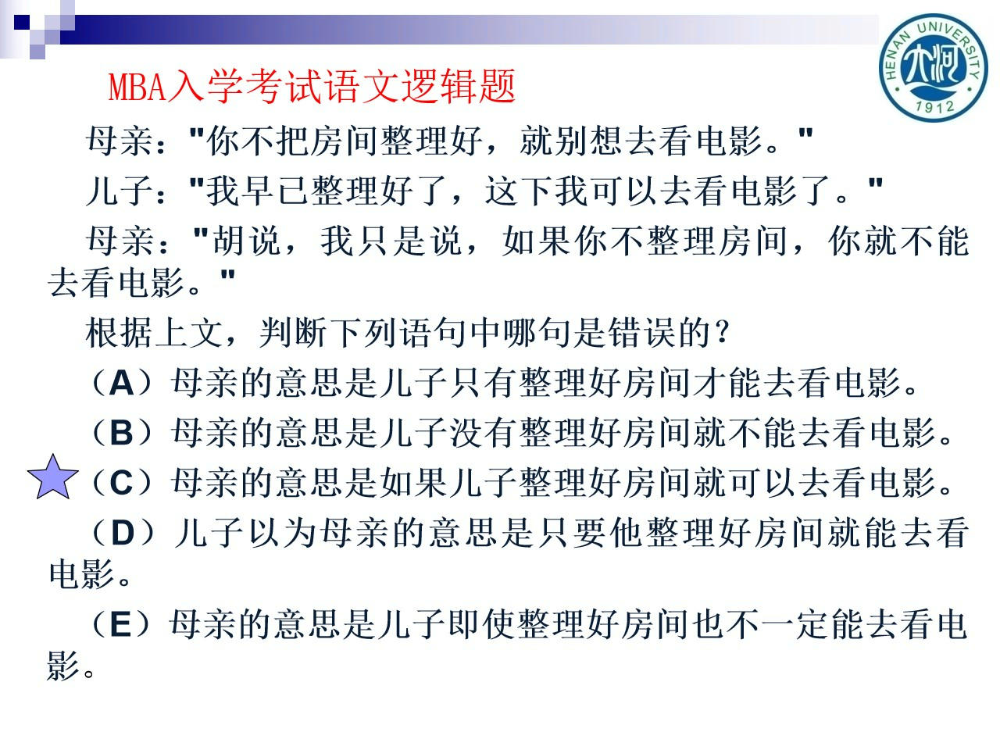 HENAN UNIVERSITY
1912
MBA入学考试语文逻辑题
母亲："你不把房间整理好，就别想去看电影。"
儿子："我早已整理好了，这下我可以去看电影了。"
母亲："胡说，我只是说，如果你不整理房间，你就不能
去看电影。"
根据上文，判断下列语句中哪句是错误的？
（A）母亲的意思是儿子只有整理好房间才能去看电影。
（B）母亲的意思是儿子没有整理好房间就不能去看电影。
（C）母亲的意思是如果儿子整理好房间就可以去看电影。
（D）儿子以为母亲的意思是只要他整理好房间就能去看
电影。
（E）母亲的意思是儿子即使整理好房间也不一定能去看电
影。